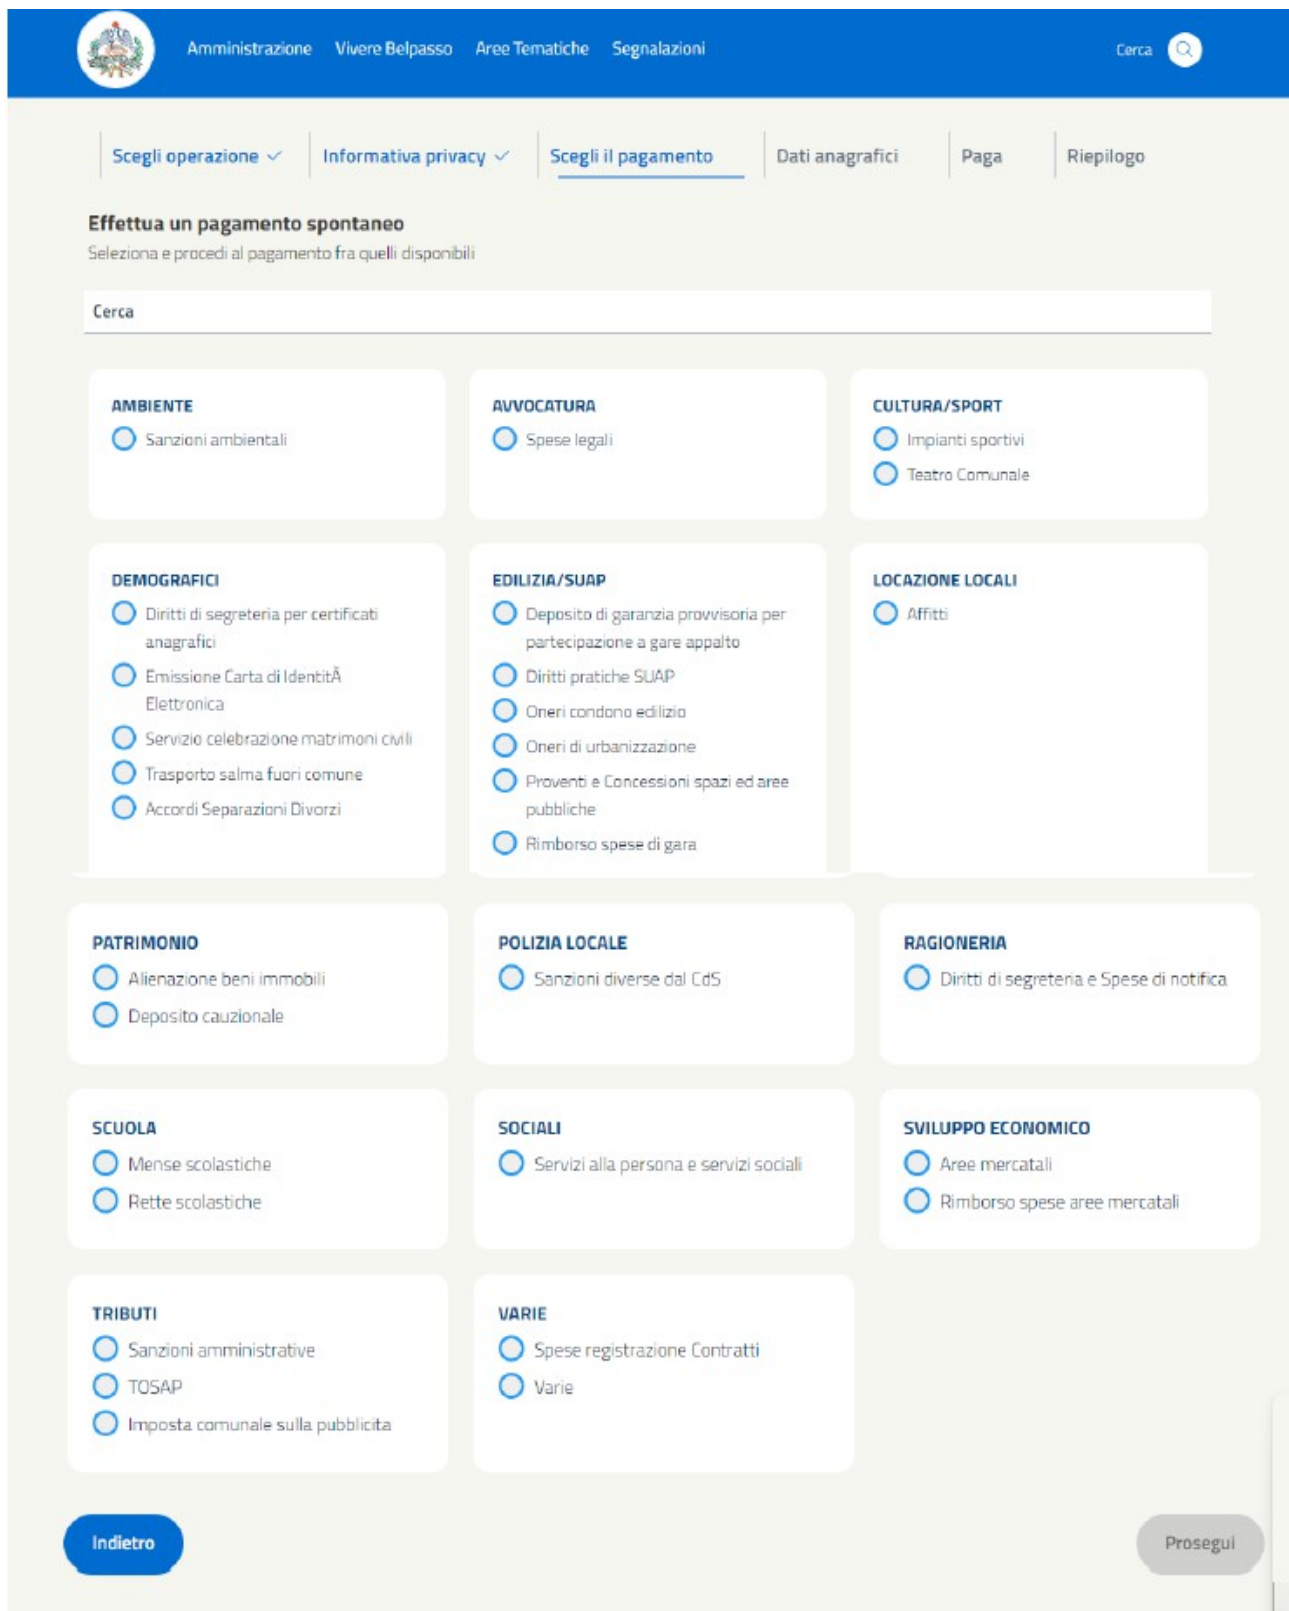 Amministrazione Vivere Belpasso Aree Tematiche Segnalazioni Cerca
Scegli operazione Informativa privacy Scegli il pagamento Dati anagrafici Paga Riepilogo
Effettua un pagamento spontaneo
Seleziona e procedi al pagamento fra quelli disponibili
Cerca
AMBIENTE
Sanzioni ambientali
AVVOCATURA
Spese legali
CULTURA/SPORT
Impianti sportivi
Teatro Comunale
DEMOGRAFICI
Diritti di segreteria per certificati
anagrafici
Emissione Carta di IdentitÃ
Elettronica
Servizio celebrazione matrimoni civili
Trasporto salma fuori comune
Accordi Separazioni Divorzi
EDILIZIA/SUAP
Deposito di garanzia provvisoria per
partecipazione a gare appalto
Diritti pratiche SUAP
Oneri condono edilizio
Oneri di urbanizzazione
Proventi e Concessioni spazi ed aree
pubbliche
Rimborso spese di gara
LOCAZIONE LOCALI
Affitti
PATRIMONIO
Alienazione beni immobili
Deposito cauzionale
POLIZIA LOCALE
Sanzioni diverse dal CdS
RAGIONERIA
Diritti di segreteria e Spese di notifica
SCUOLA
Mense scolastiche
Rette scolastiche
SOCIALI
Servizi alla persona e servizi sociali
SVILUPPO ECONOMICO
Aree mercatali
Rimborso spese aree mercatali
TRIBUTI
Sanzioni amministrative
TOSAP
Imposta comunale sulla pubblicita
VARIE
Spese registrazione Contratti
Varie
Indietro
Prosegui